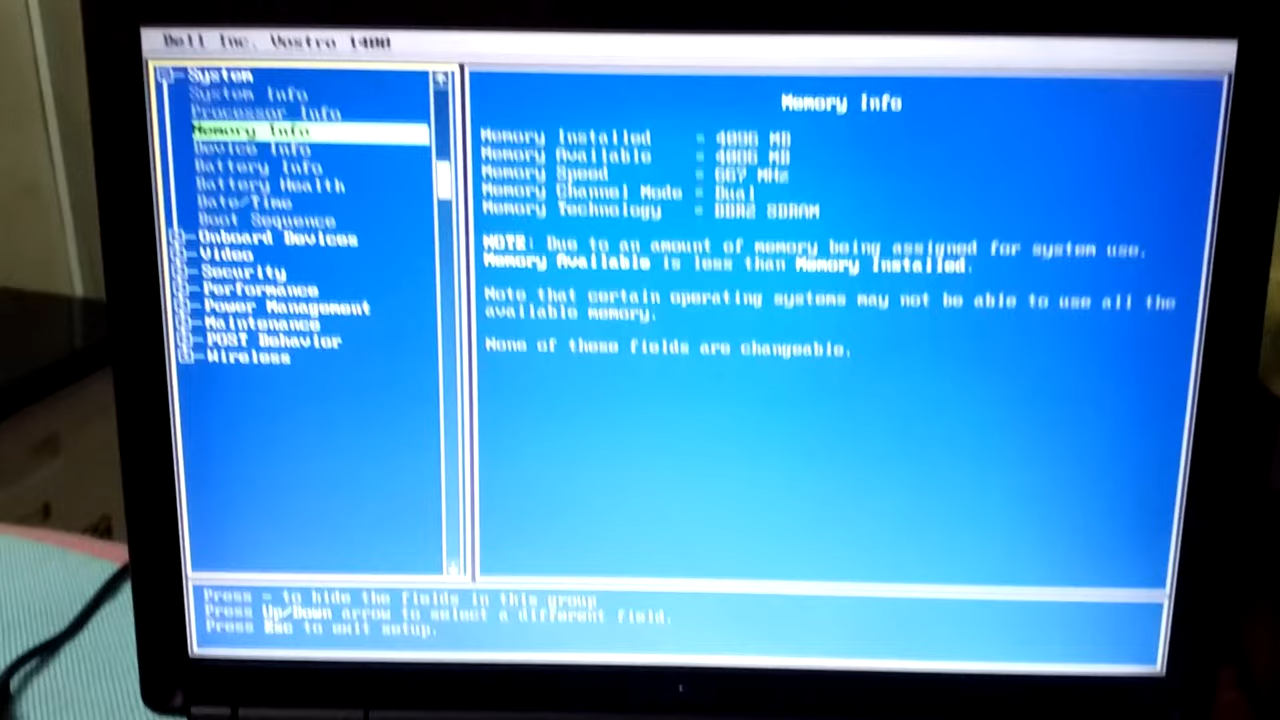 Dell Inc. Vostro 1400
System
System Info
Processor Info
Memory Info
Device Info
Battery Info
Battery Health
Date/Time
Boot Sequence
Onboard Devices
Video
Security
Performance
Power Management
Maintenance
POST Behavior
Wireless
Memory Info
Memory Installed = 4096 MB
Memory Available = 4086 MB
Memory Speed = 667 MHz
Memory Channel Mode = Dual
Memory Technology = DDR2 SDRAM
NOTE: Due to an amount of memory being assigned for system use,
Memory Available is less than Memory Installed.
Note that certain operating systems may not be able to use all the
available memory.
None of these fields are changeable.
Press - to hide the fields in this group
Press Up/Down arrow to select a different field.
Press Esc to exit setup.